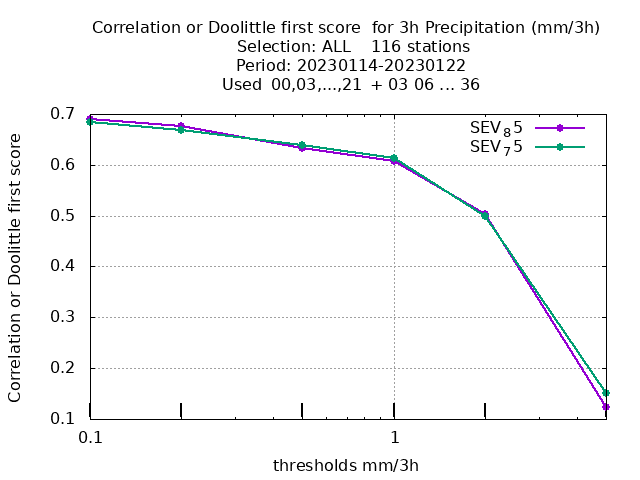 Correlation or Doolittle first score  for 3h Precipitation (mm/3h)
Selection: ALL    116 stations
Period: 20230114-20230122
Used  00,03,...,21  + 03 06 ... 36
SEV₈5
SEV₇5
0.7
0.6
0.5
0.4
0.3
0.2
0.1
Correlation or Doolittle first score
0.1
1
thresholds mm/3h